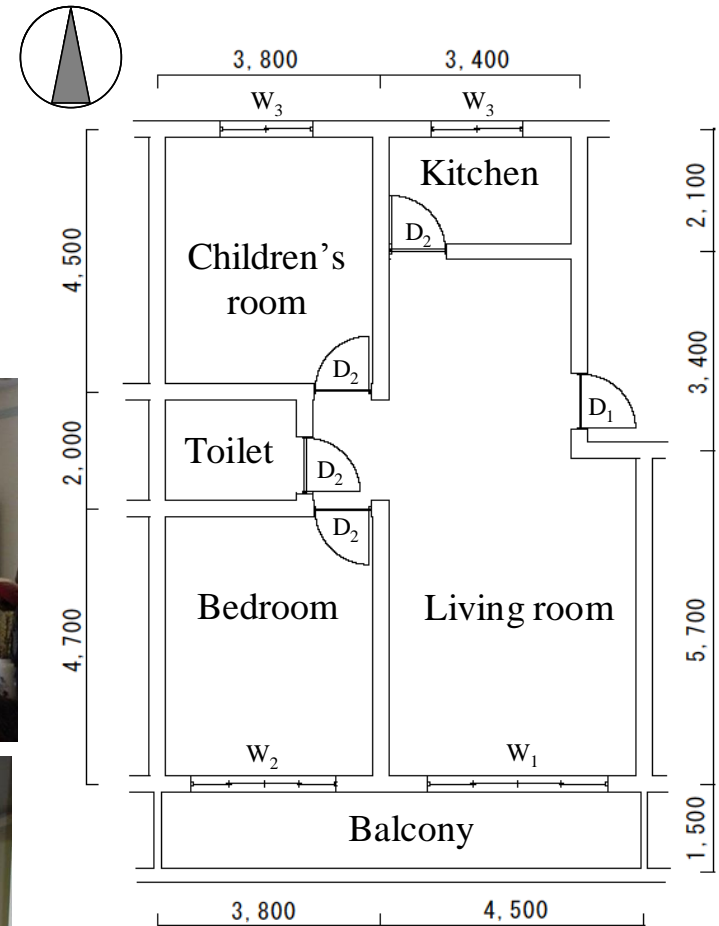 3,800
3,400
W3
W3
Kitchen
2,100
D2
4,500
Children's
room
3,400
D2
D1
Toilet
2,000
D2
D2
Bedroom
Living room
4,700
5,700
W2
W1
Balcony
1,500
3,800
4,500